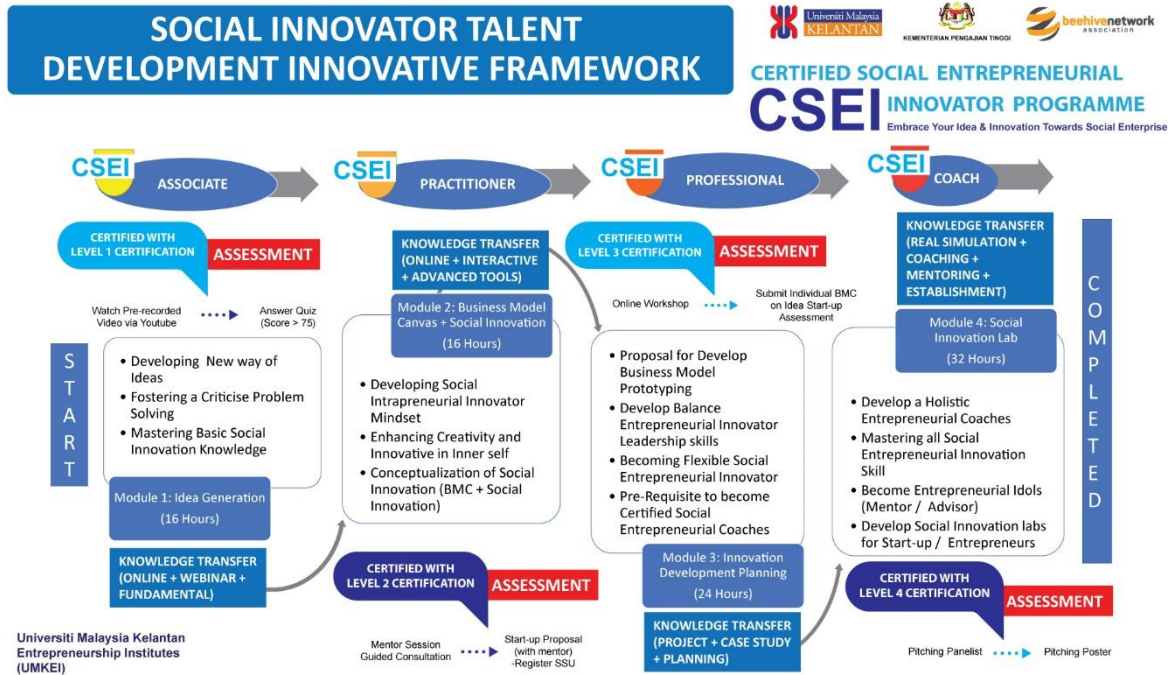 SOCIAL INNOVATOR TALENT
DEVELOPMENT INNOVATIVE FRAMEWORK
Universiti Malaysia
KELANTAN
KEMENTERIAN PENGAJIAN TINGGI
beehivenetwork
association
CERTIFIED SOCIAL ENTREPRENEURIAL
CSEI INNOVATOR PROGRAMME
Embrace Your Idea & Innovation Towards Social Enterprise
CSEI
ASSOCIATE
CSEI
PRACTITIONER
CSEI
PROFESSIONAL
CSEI
COACH
START
CERTIFIED WITH
LEVEL 1 CERTIFICATION
ASSESSMENT
Watch Pre-recorded
Video via Youtube
Answer Quiz
(Score > 75)
• Developing New way of
Ideas
• Fostering a Criticise Problem
Solving
• Mastering Basic Social
Innovation Knowledge
Module 1: Idea Generation
(16 Hours)
KNOWLEDGE TRANSFER
(ONLINE + WEBINAR +
FUNDAMENTAL)
KNOWLEDGE TRANSFER
(ONLINE + INTERACTIVE
+ ADVANCED TOOLS)
Module 2: Business Model
Canvas + Social Innovation
(16 Hours)
• Developing Social
Intrapreneurial Innovator
Mindset
• Enhancing Creativity and
Innovative in Inner self
• Conceptualization of Social
Innovation (BMC + Social
Innovation)
CERTIFIED WITH
LEVEL 2 CERTIFICATION
ASSESSMENT
Mentor Session
Guided Consultation
Start-up Proposal
(with mentor)
-Register SSU
CERTIFIED WITH
LEVEL 3 CERTIFICATION
ASSESSMENT
Online Workshop
Submit Individual BMC
on Idea Start-up
Assessment
• Proposal for Develop
Business Model
Prototyping
• Develop Balance
Entrepreneurial Innovator
Leadership skills
• Becoming Flexible Social
Entrepreneurial Innovator
• Pre-Requisite to become
Certified Social
Entrepreneurial Coaches
Module 3: Innovation
Development Planning
(24 Hours)
KNOWLEDGE TRANSFER
(PROJECT + CASE STUDY
+ PLANNING)
KNOWLEDGE TRANSFER
(REAL SIMULATION +
COACHING +
MENTORING +
ESTABLISHMENT)
Module 4: Social
Innovation Lab
(32 Hours)
• Develop a Holistic
Entrepreneurial Coaches
• Mastering all Social
Entrepreneurial Innovation
Skill
• Become Entrepreneurial Idols
(Mentor / Advisor)
• Develop Social Innovation labs
for Start-up / Entrepreneurs
CERTIFIED WITH
LEVEL 4 CERTIFICATION
ASSESSMENT
Pitching Panelist
Pitching Poster
COMPLETED
Universiti Malaysia Kelantan
Entrepreneurship Institutes
(UMKEI)